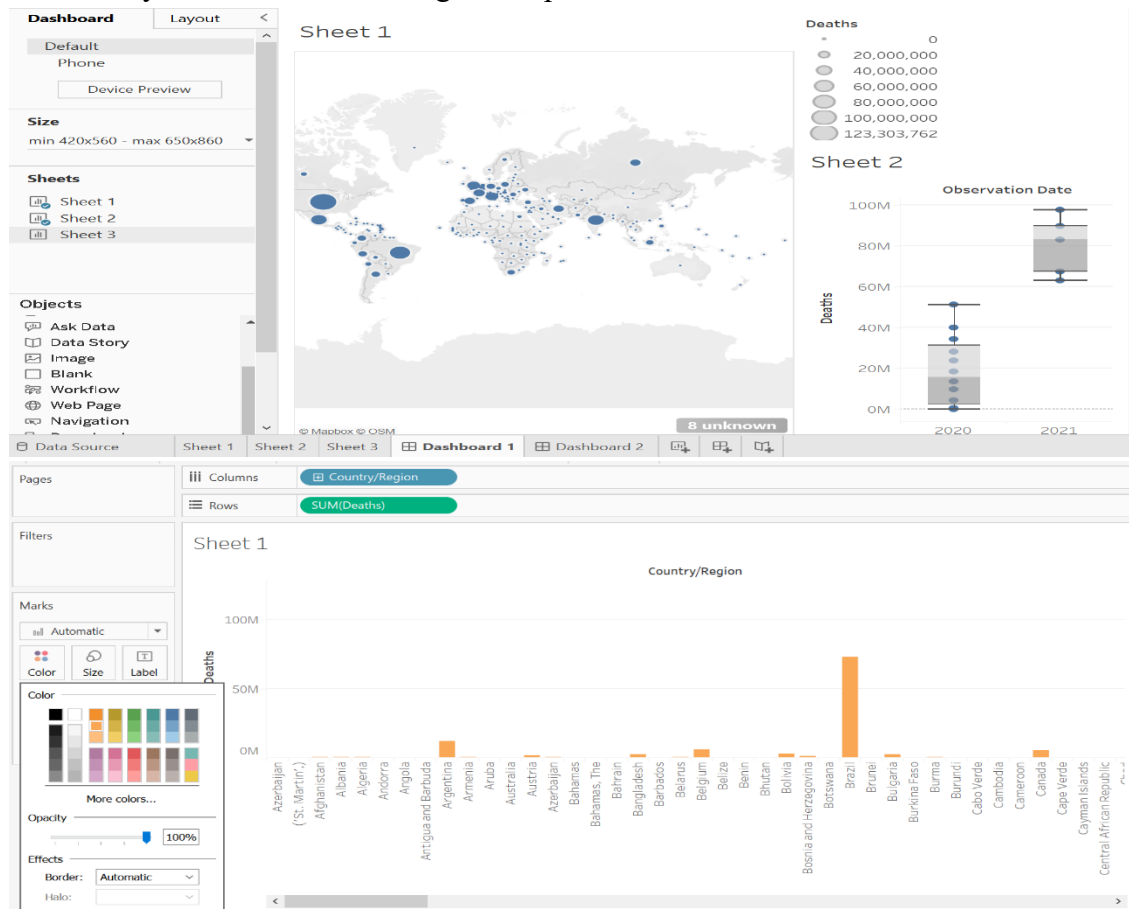 Dashboard Layout <
Default
Phone
Device Preview
Size
min 420x560 - max 650x860
Sheets
Sheet 1
Sheet 2
Sheet 3
Objects
Ask Data
Data Story
Image
Blank
Workflow
Web Page
Navigation
Sheet 1
© Mapbox © OSM
8 unknown
Deaths
0
20,000,000
40,000,000
60,000,000
80,000,000
100,000,000
123,303,762
Sheet 2
Observation Date
100M
80M
60M
40M
20M
0M
Deaths
2020 2021
Data Source Sheet 1 Sheet 2 Sheet 3 Dashboard 1 Dashboard 2
Pages
Columns Country/Region
Rows SUM(Deaths)
Filters
Marks
Automatic
Color Size Label
Color
More colors...
Opacity
100%
Effects
Border: Automatic
Halo:
Sheet 1
Country/Region
100M
50M
0M
Deaths
Azerbaijan
('St. Martin',)
Afghanistan
Albania
Algeria
Andorra
Angola
Antigua and Barbuda
Argentina
Armenia
Aruba
Australia
Austria
Azerbaijan
Bahamas
Bahamas, The
Bahrain
Bangladesh
Barbados
Belarus
Belgium
Belize
Benin
Bhutan
Bolivia
Bosnia and Herzegovina
Botswana
Brazil
Brunei
Bulgaria
Burkina Faso
Burma
Burundi
Cabo Verde
Cambodia
Cameroon
Canada
Cape Verde
Cayman Islands
Central African Republic